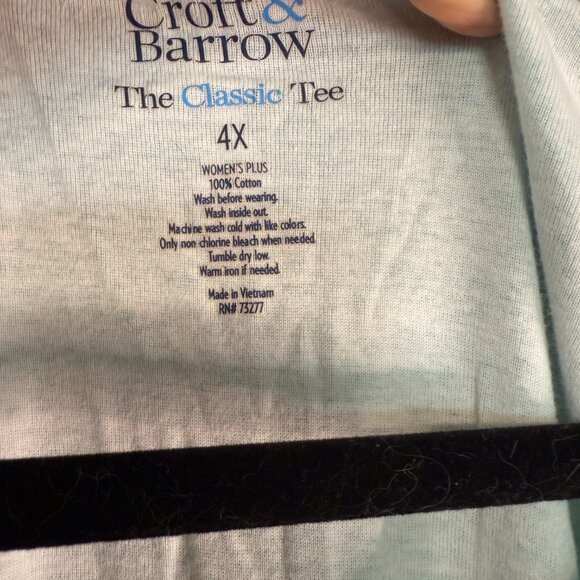 Croft &
Barrow
The Classic Tee
4X
WOMEN'S PLUS
100% Cotton
Wash before wearing.
Wash inside out.
Machine wash cold with like colors.
Only non chlorine bleach when needed.
Tumble dry low.
Warm iron if needed.
Made in Vietnam
RN# 73277